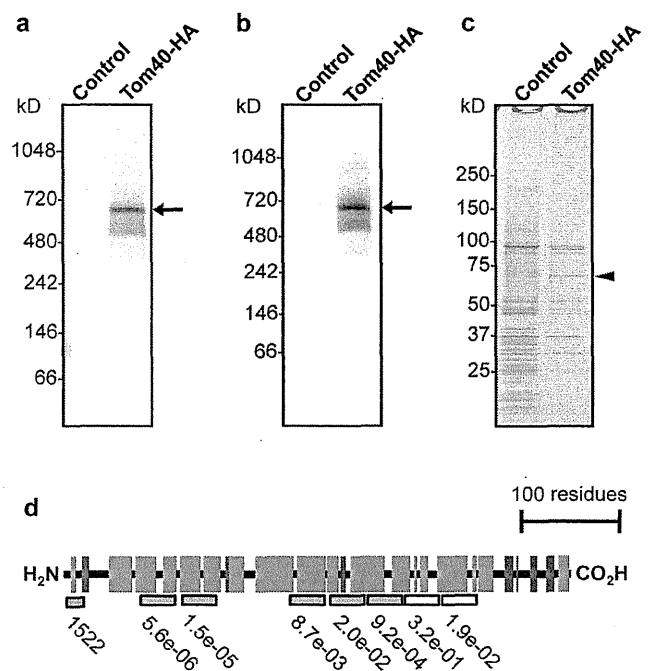 a
Control
Tom40-HA
kD
1048
720
480
242
146
66
b
Control
Tom40-HA
kD
1048
720
480
242
146
66
c
Control
Tom40-HA
kD
250
150
100
75
50
37
25
d
100 residues
H2N
CO2H
1522
5.6e-06
1.5e-05
8.7e-03
2.0e-02
9.2e-04
3.2e-01
1.9e-02